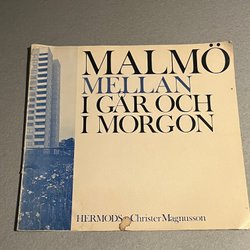 MALMÖ
MELLAN
I GÅR OCH
I MORGON
HERMODS Christer Magnusson